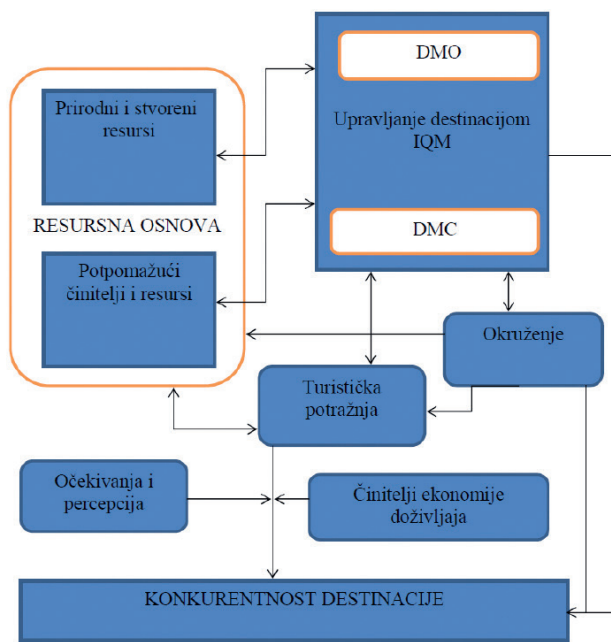 DMO
Prirodni i stvoreni
resursi
Upravljanje destinacijom
IQM
RESURSNA OSNOVA
DMC
Potpomažući
činitelji i resursi
Okruženje
Turistička
potražnja
Očekivanja i
percepcija
Činitelji ekonomije
doživljaja
KONKURENTNOST DESTINACIJE